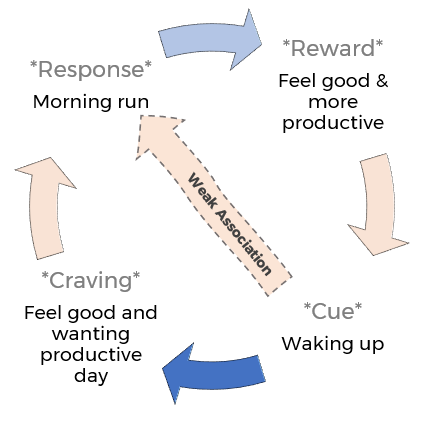 *Response*
Morning run
*Reward*
Feel good &
more
productive
Weak Association
*Cue*
Waking up
*Craving*
Feel good and
wanting
productive
day